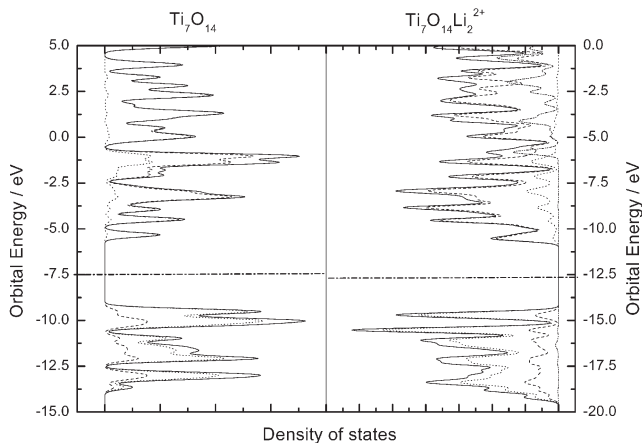 Ti7O14 Ti7O14Li2 2+
5.0 0.0
2.5 -2.5
0.0 -5.0
-2.5 -7.5
-5.0 -10.0
-7.5 -12.5
-10.0 -15.0
-12.5 -17.5
-15.0 -20.0
Orbital Energy / eV
Orbital Energy / eV
Density of states